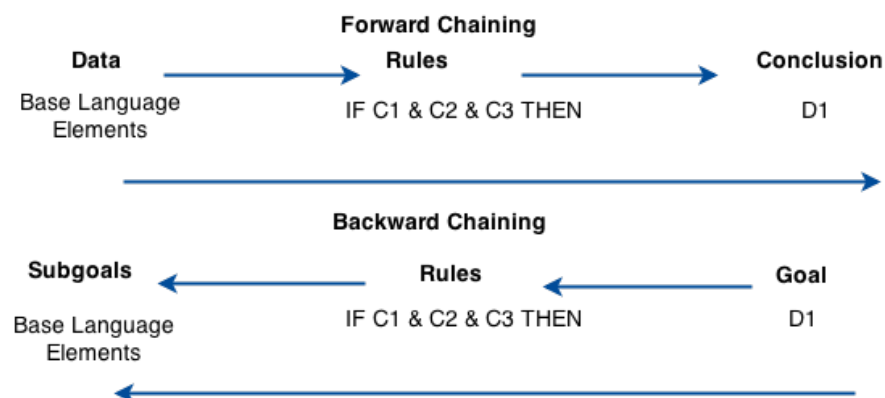 Forward Chaining
Data
Rules
Conclusion
Base Language
Elements
IF C1 & C2 & C3 THEN
D1
Backward Chaining
Subgoals
Rules
Goal
Base Language
Elements
IF C1 & C2 & C3 THEN
D1